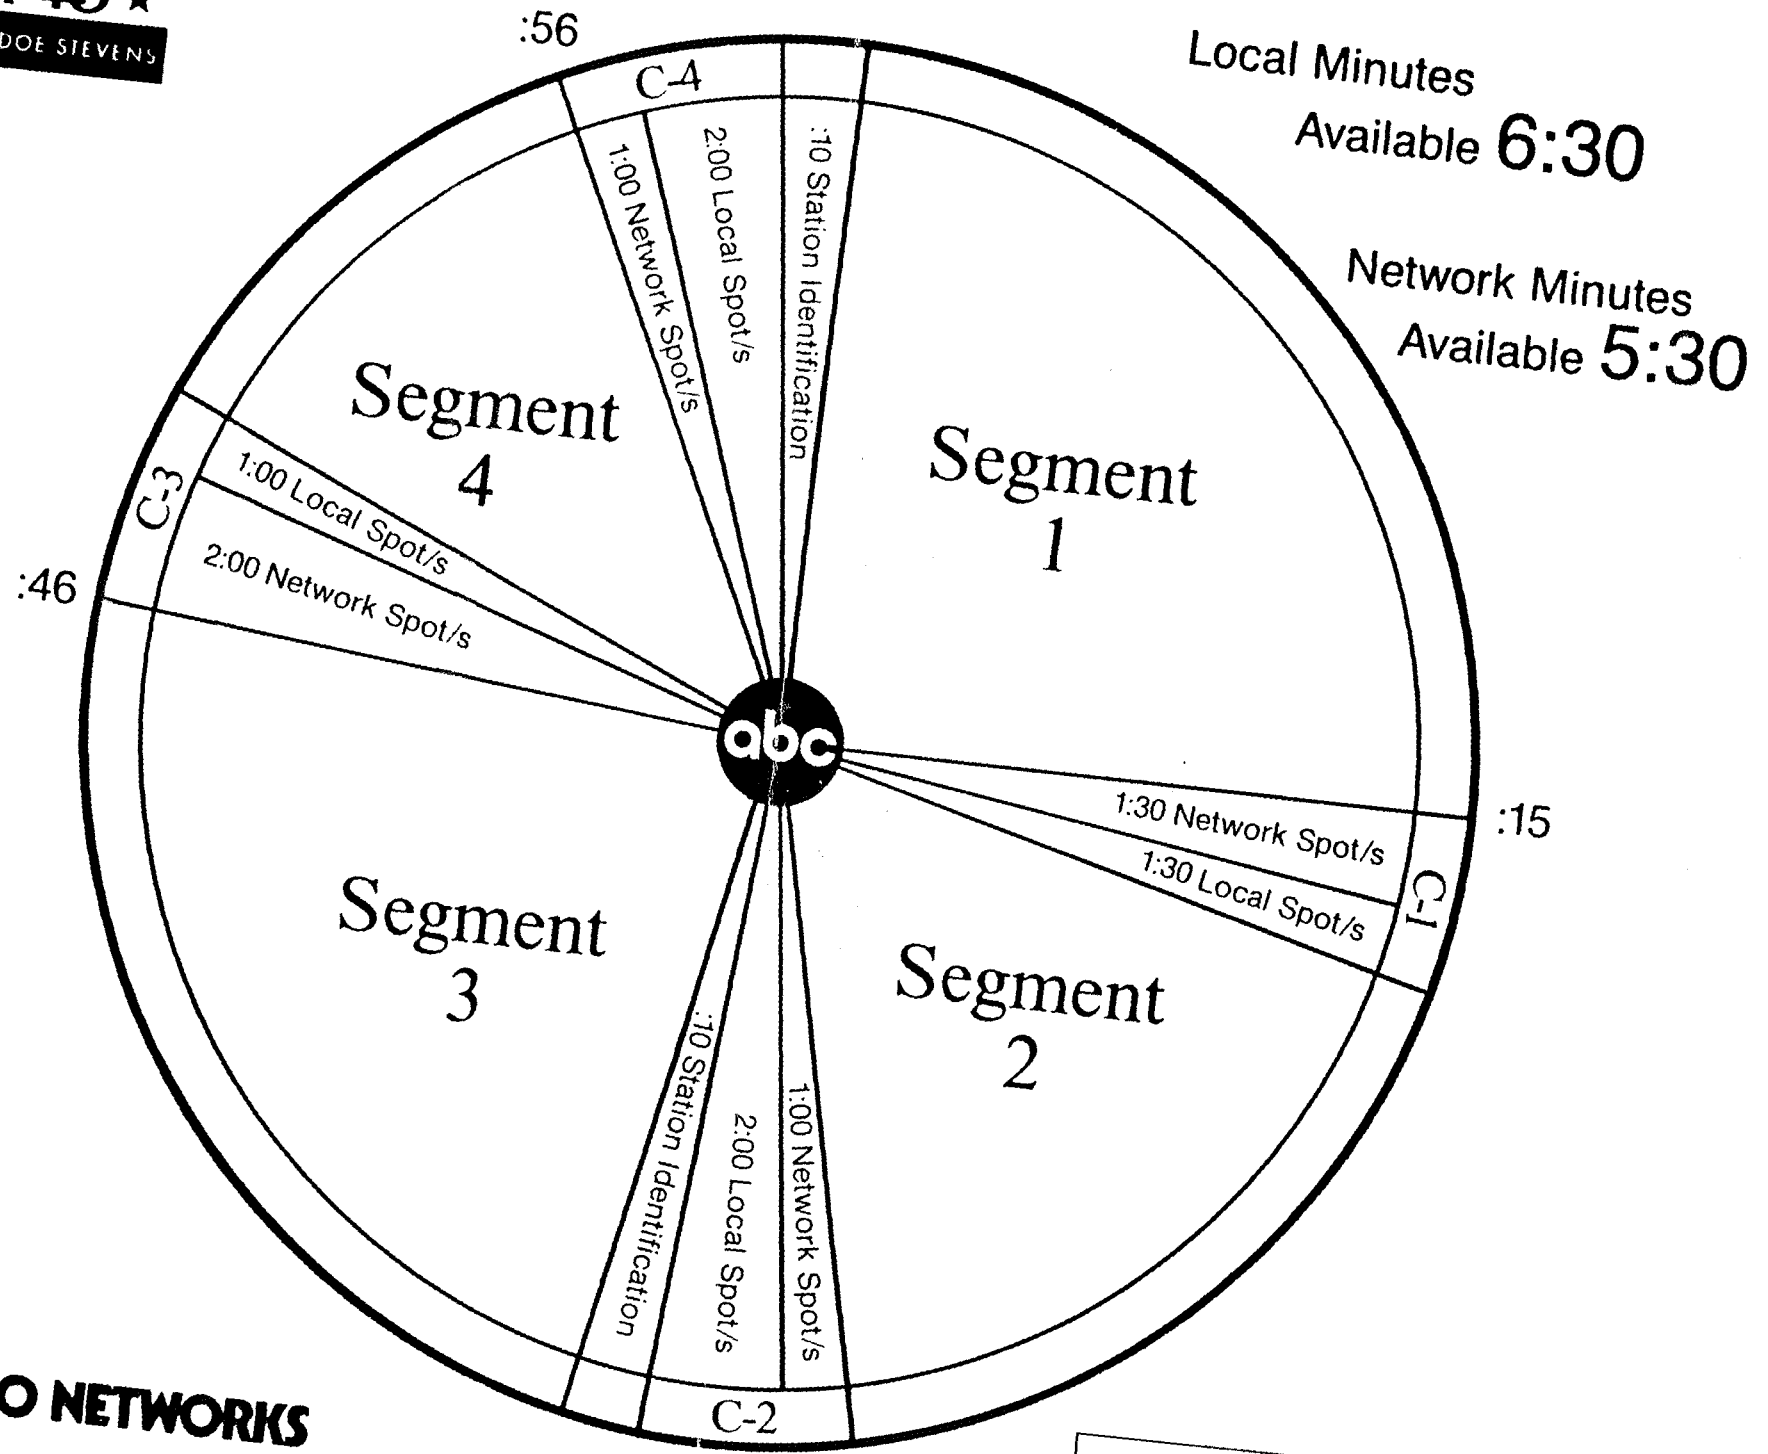 DOE STEVENS
:56
C-4
Local Minutes
Available 6:30
1:00 Network Spot/s
2:00 Local Spot/s
:10 Station Identification
Network Minutes
Available 5:30
Segment
4
Segment
1
C-3
1:00 Local Spot/s
2:00 Network Spot/s
:46
abc
:15
1:30 Network Spot/s
1:30 Local Spot/s
C-1
Segment
3
Segment
2
:10 Station Identification
2:00 Local Spot/s
1:00 Network Spot/s
C-2
O NETWORKS